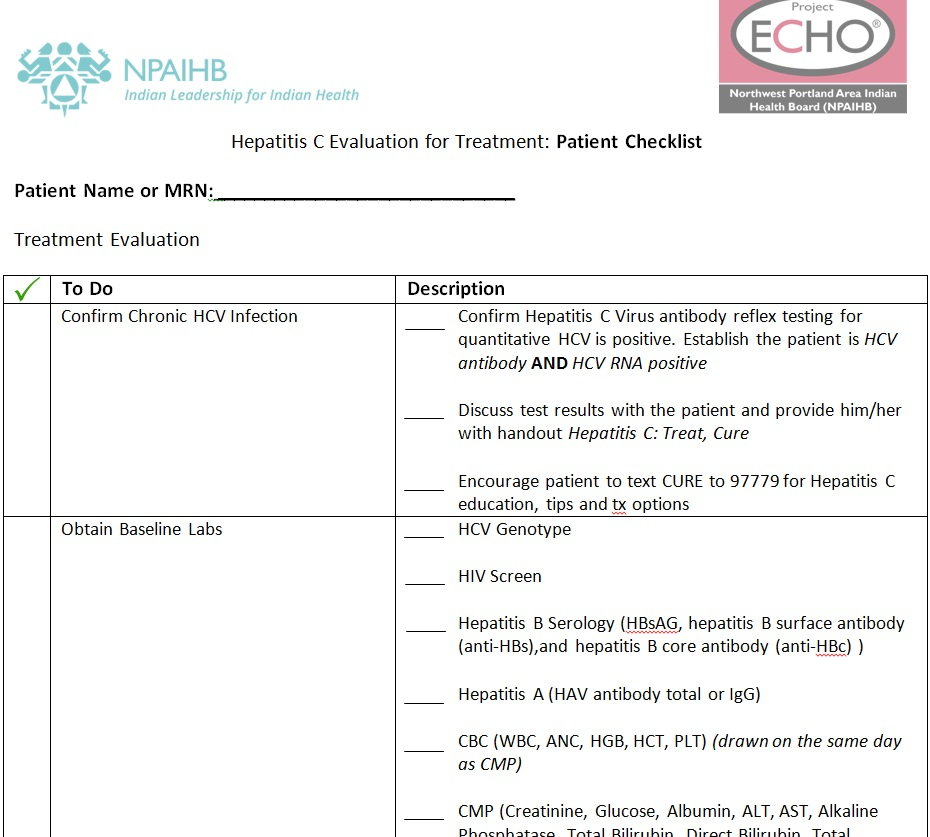 Project
ECHO®
NPAIHB
Indian Leadership for Indian Health
Northwest Portland Area Indian
Health Board (NPAIHB)
Hepatitis C Evaluation for Treatment: Patient Checklist
Patient Name or MRN:
Treatment Evaluation
To Do
Description
Confirm Chronic HCV Infection
Confirm Hepatitis C Virus antibody reflex testing for
quantitative HCV is positive. Establish the patient is HCV
antibody AND HCV RNA positive
Discuss test results with the patient and provide him/her
with handout Hepatitis C: Treat, Cure
Encourage patient to text CURE to 97779 for Hepatitis C
education, tips and tx options
Obtain Baseline Labs
HCV Genotype
HIV Screen
Hepatitis B Serology (HBsAG, hepatitis B surface antibody
(anti-HBs),and hepatitis B core antibody (anti-HBc) )
Hepatitis A (HAV antibody total or IgG)
CBC (WBC, ANC, HGB, HCT, PLT) (drawn on the same day
as CMP)
CMP (Creatinine, Glucose, Albumin, ALT, AST, Alkaline
Phosphatase, Total Bilirubin, Direct Bilirubin, Total